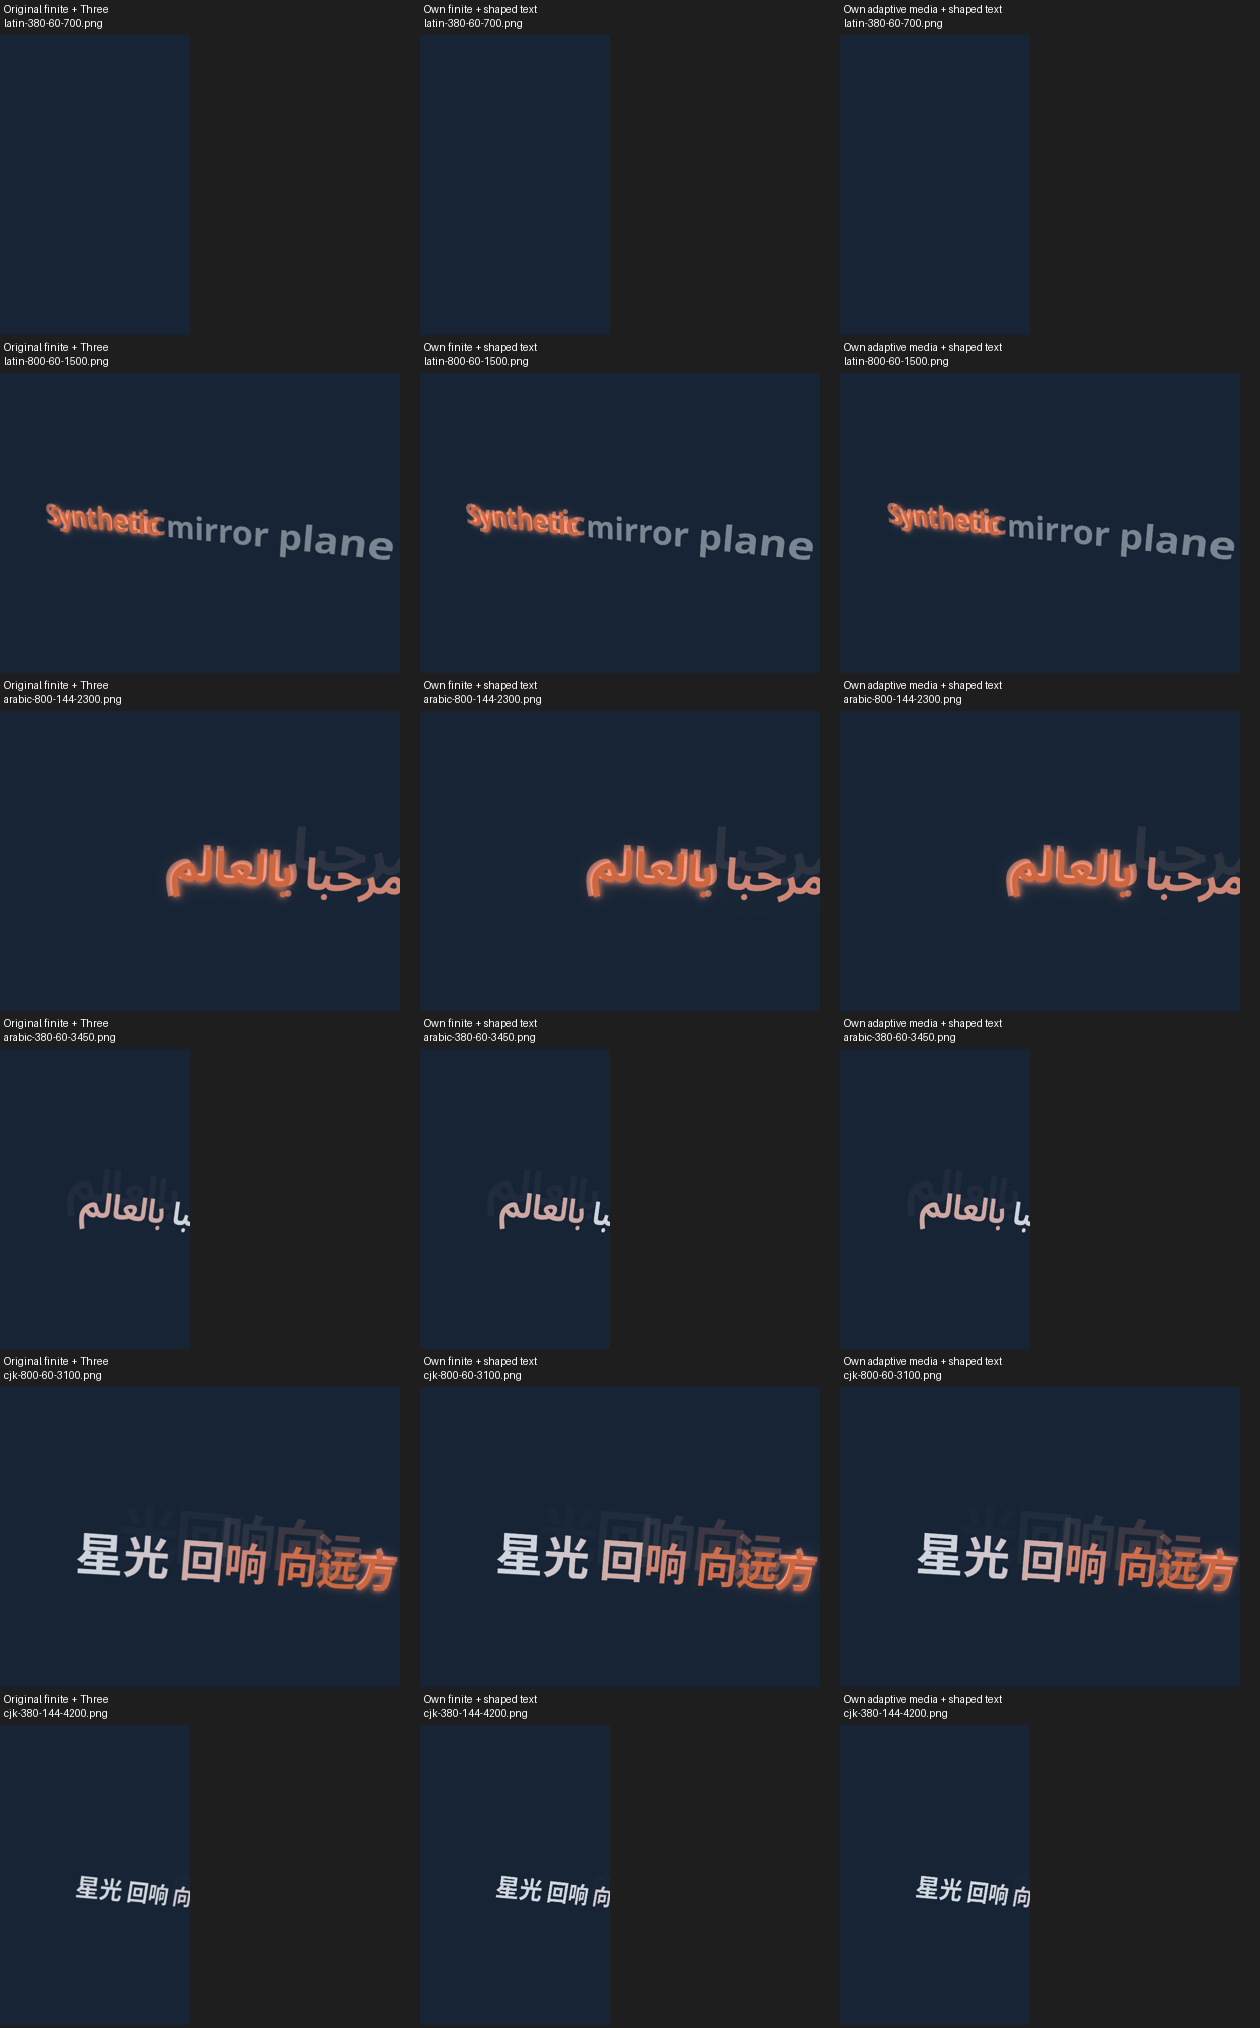 Original finite + Three
latin-380-60-700.png
Own finite + shaped text
latin-380-60-700.png
Own adaptive media + shaped text
latin-380-60-700.png
Original finite + Three
latin-800-60-1500.png
Own finite + shaped text
latin-800-60-1500.png
Own adaptive media + shaped text
latin-800-60-1500.png
Synthetic mirror plane
Synthetic mirror plane
Synthetic mirror plane
Original finite + Three
arabic-800-144-2300.png
Own finite + shaped text
arabic-800-144-2300.png
Own adaptive media + shaped text
arabic-800-144-2300.png
مرحبا بالعالم
مرحبا بالعالم
مرحبا بالعالم
Original finite + Three
arabic-380-60-3450.png
Own finite + shaped text
arabic-380-60-3450.png
Own adaptive media + shaped text
arabic-380-60-3450.png
با بالعالم
با بالعالم
با بالعالم
Original finite + Three
cjk-800-60-3100.png
Own finite + shaped text
cjk-800-60-3100.png
Own adaptive media + shaped text
cjk-800-60-3100.png
星光 回响 向远方
星光 回响 向远方
星光 回响 向远方
Original finite + Three
cjk-380-144-4200.png
Own finite + shaped text
cjk-380-144-4200.png
Own adaptive media + shaped text
cjk-380-144-4200.png
星光 回响 向
星光 回响 向
星光 回响 向